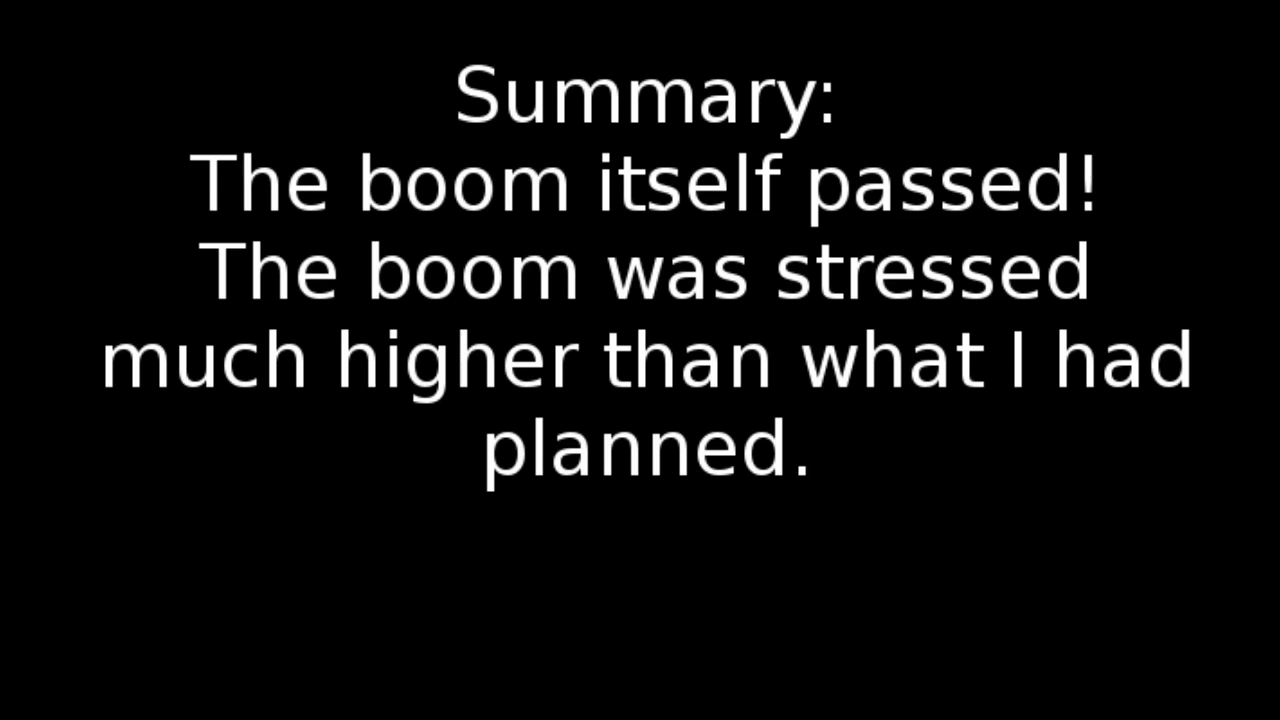 Summary:
The boom itself passed!
The boom was stressed
much higher than what I had
planned.